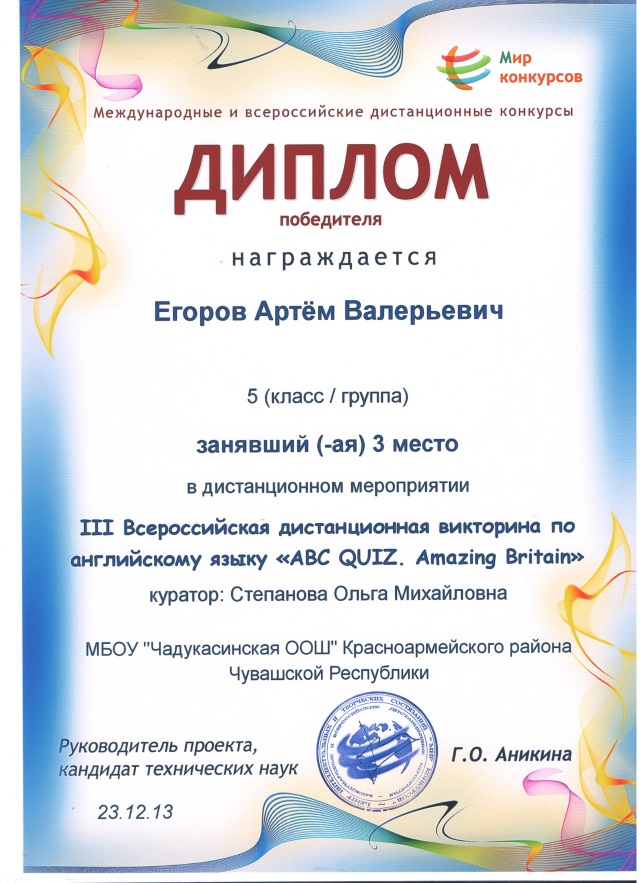 Мир
конкурсов
Международные и всероссийские дистанционные конкурсы
ДИПЛОМ
победителя
награждается
Егоров Артём Валерьевич
5 (класс / группа)
занявший (-ая) 3 место
в дистанционном мероприятии
III Всероссийская дистанционная викторина по
английскому языку «ABC QUIZ. Amazing Britain»
куратор: Степанова Ольга Михайловна
МБОУ "Чадукасинская ООШ" Красноармейского района
Чувашской Республики
Руководитель проекта,
кандидат технических наук
Г.О. Аникина
23.12.13